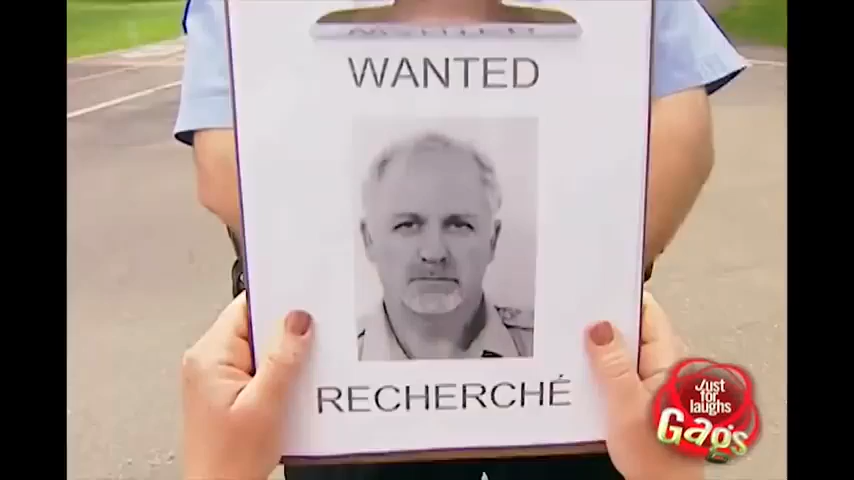 WANTED
RECHERCHÉ
Just
for
laughs
Gags